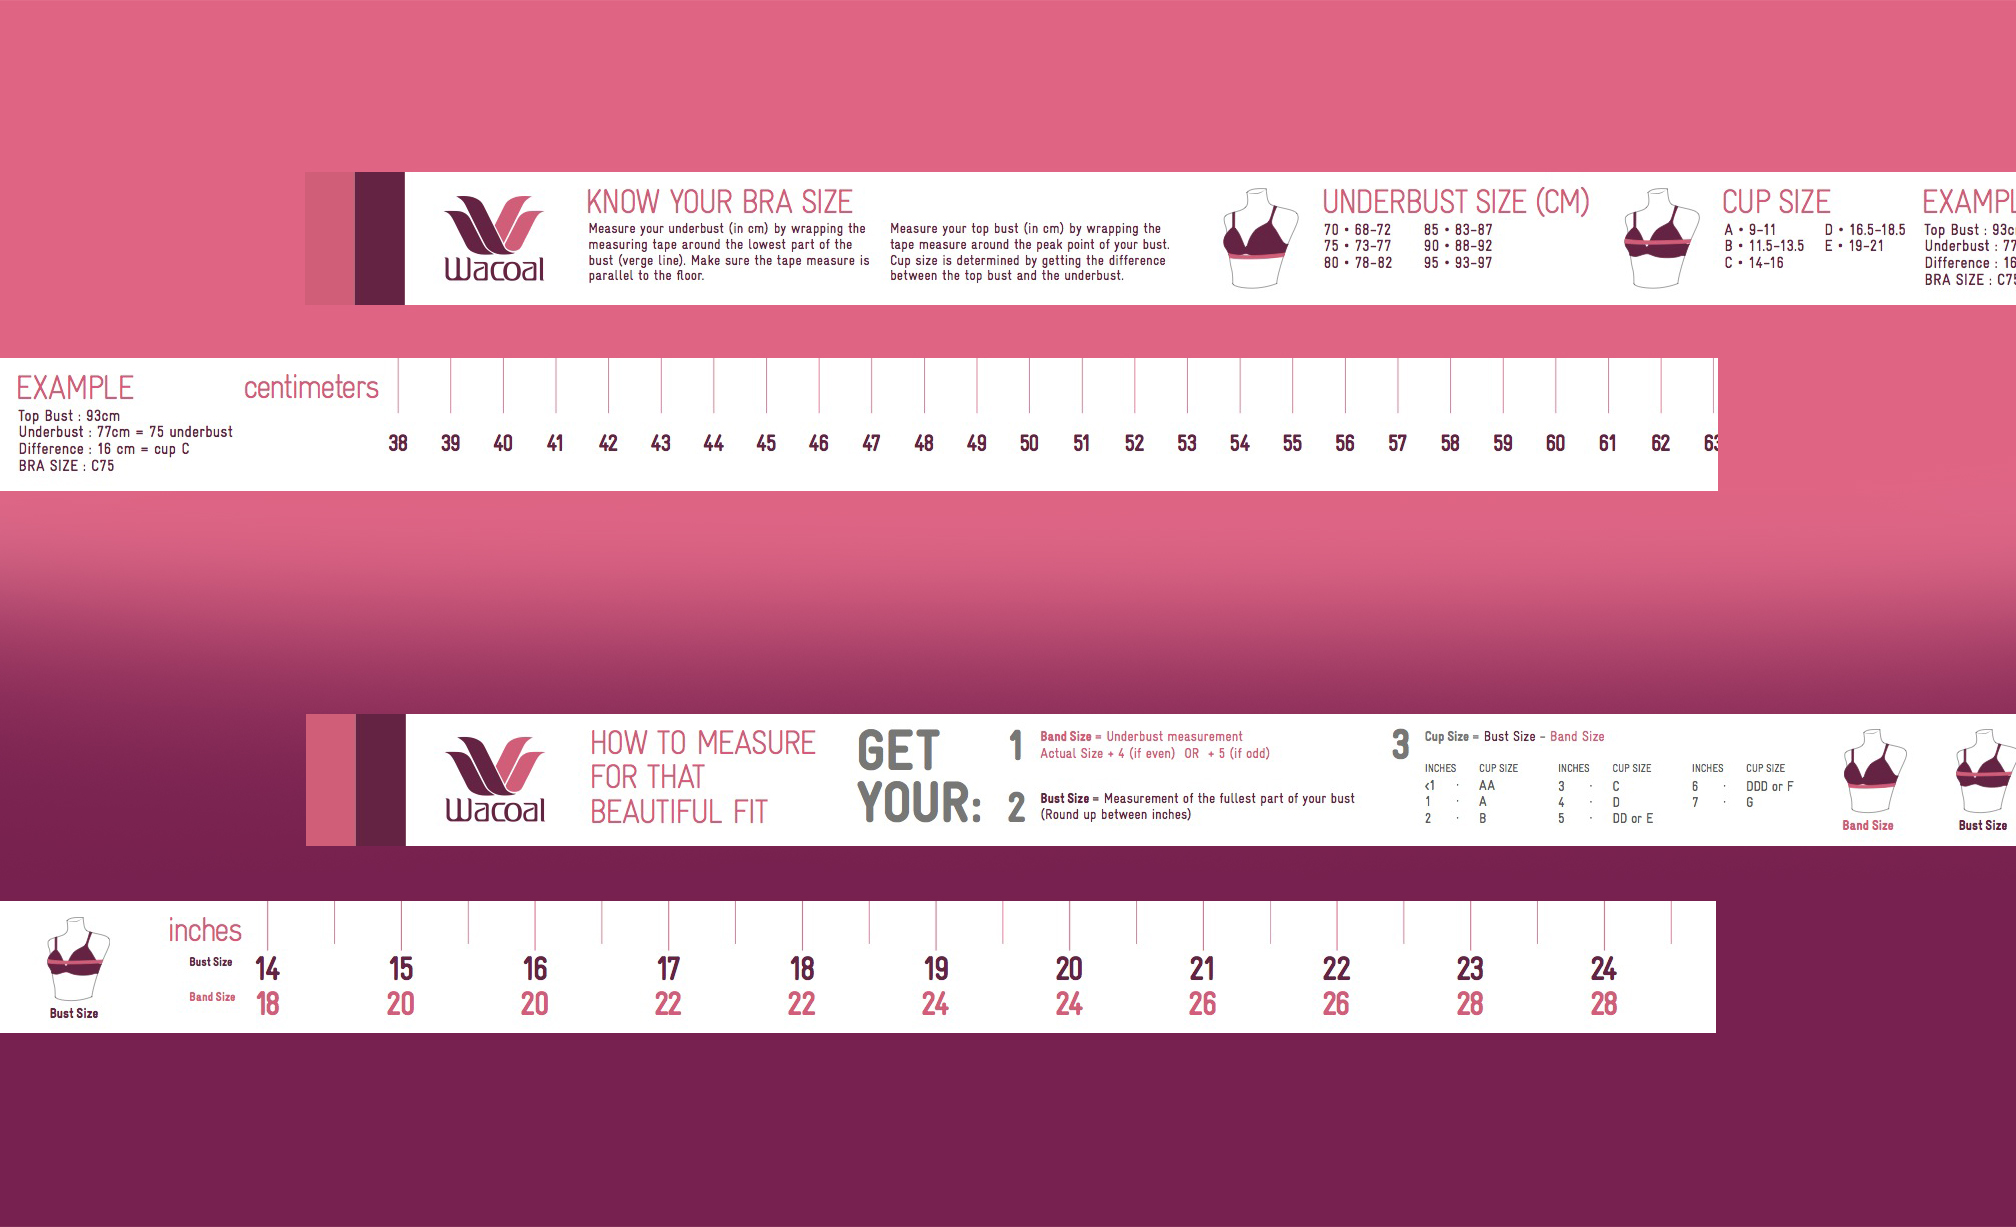 Wacoal
KNOW YOUR BRA SIZE
Measure your underbust (in cm) by wrapping the
measuring tape around the lowest part of the
bust (verge line). Make sure the tape measure is
parallel to the floor.
Measure your top bust (in cm) by wrapping the
tape measure around the peak point of your bust.
Cup size is determined by getting the difference
between the top bust and the underbust.
UNDERBUST SIZE (CM)
70 • 68-72 85 • 83-87
75 • 73-77 90 • 88-92
80 • 78-82 95 • 93-97
CUP SIZE
A • 9-11 D • 16.5-18.5
B • 11.5-13.5 E • 19-21
C • 14-16
EXAMPL
Top Bust : 93c
Underbust : 77
Difference : 16
BRA SIZE : C75
EXAMPLE
Top Bust : 93cm
Underbust : 77cm = 75 underbust
Difference : 16 cm = cup C
BRA SIZE : C75
centimeters
38 39 40 41 42 43 44 45 46 47 48 49 50 51 52 53 54 55 56 57 58 59 60 61 62 63
Wacoal
HOW TO MEASURE
FOR THAT
BEAUTIFUL FIT
GET
YOUR:
1 Band Size = Underbust measurement
Actual Size + 4 (if even) OR + 5 (if odd)
2 Bust Size = Measurement of the fullest part of your bust
(Round up between inches)
3 Cup Size = Bust Size - Band Size
INCHES CUP SIZE INCHES CUP SIZE INCHES CUP SIZE
<1 · AA 3 · C 6 · DDD or F
1 · A 4 · D 7 · G
2 · B 5 · DD or E
Band Size
Bust Size
Bust Size
inches
Bust Size 14 15 16 17 18 19 20 21 22 23 24
Band Size 18 20 20 22 22 24 24 26 26 28 28